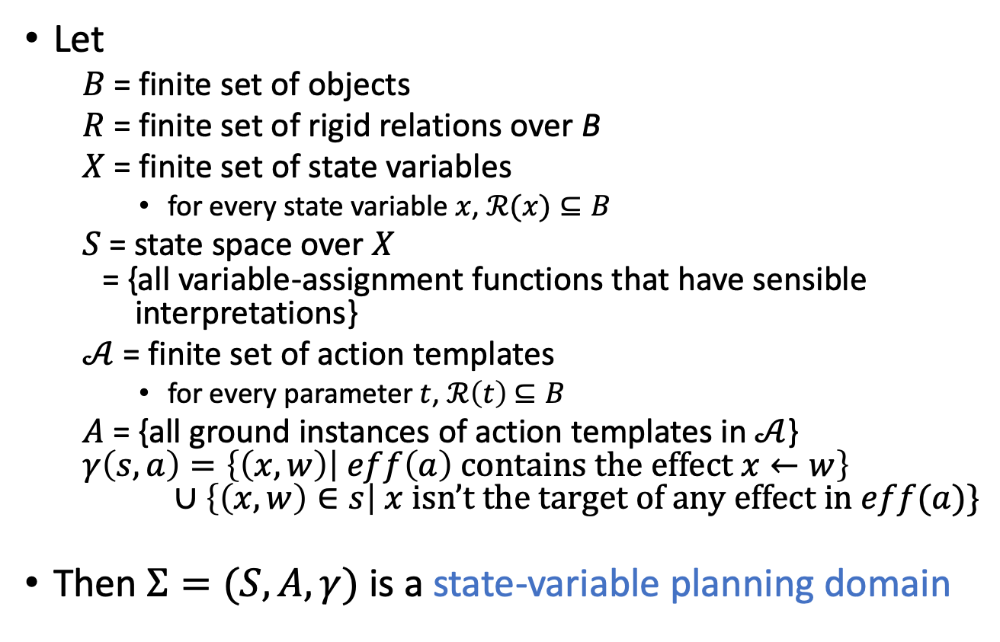 • Let
B = finite set of objects
R = finite set of rigid relations over B
X = finite set of state variables
• for every state variable x, ℛ(x) ⊆ B
S = state space over X
= {all variable-assignment functions that have sensible
interpretations}
𝒜 = finite set of action templates
• for every parameter t, ℛ(t) ⊆ B
A = {all ground instances of action templates in 𝒜}
γ(s, a) = {(x, w)| eff(a) contains the effect x ← w}
∪ {(x, w) ∈ s| x isn’t the target of any effect in eff(a)}
• Then Σ = (S, A, γ) is a state-variable planning domain